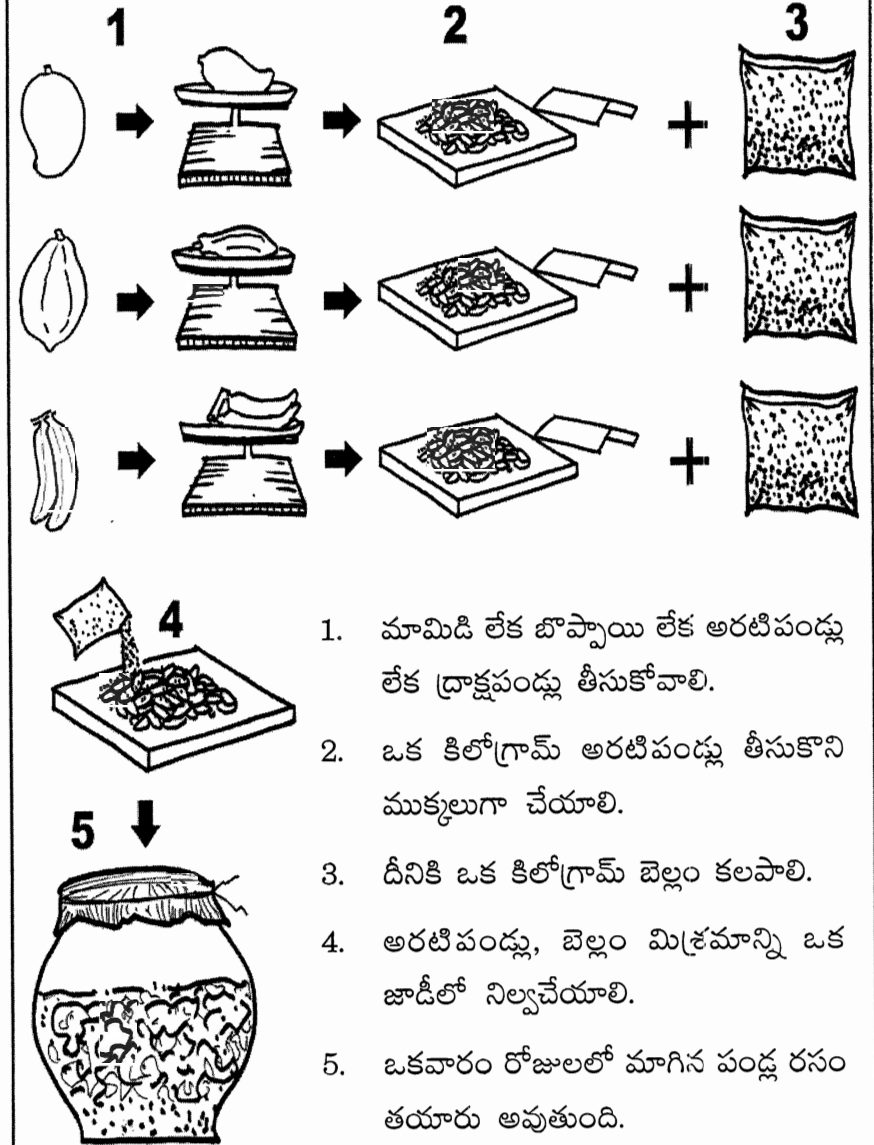 1
2
3
4
5
1. మామిడి లేక బొప్పాయి లేక అరటిపండ్లు
లేక ద్రాక్షపండ్లు తీసుకోవాలి.
2. ఒక కిలోగ్రామ్ అరటిపండ్లు తీసుకొని
ముక్కలుగా చేయాలి.
3. దీనికి ఒక కిలోగ్రామ్ బెల్లం కలపాలి.
4. అరటిపండ్లు, బెల్లం మిశ్రమాన్ని ఒక
జాడీలో నిల్వచేయాలి.
5. ఒకవారం రోజులలో మాగిన పండ్ల రసం
తయారు అవుతుంది.